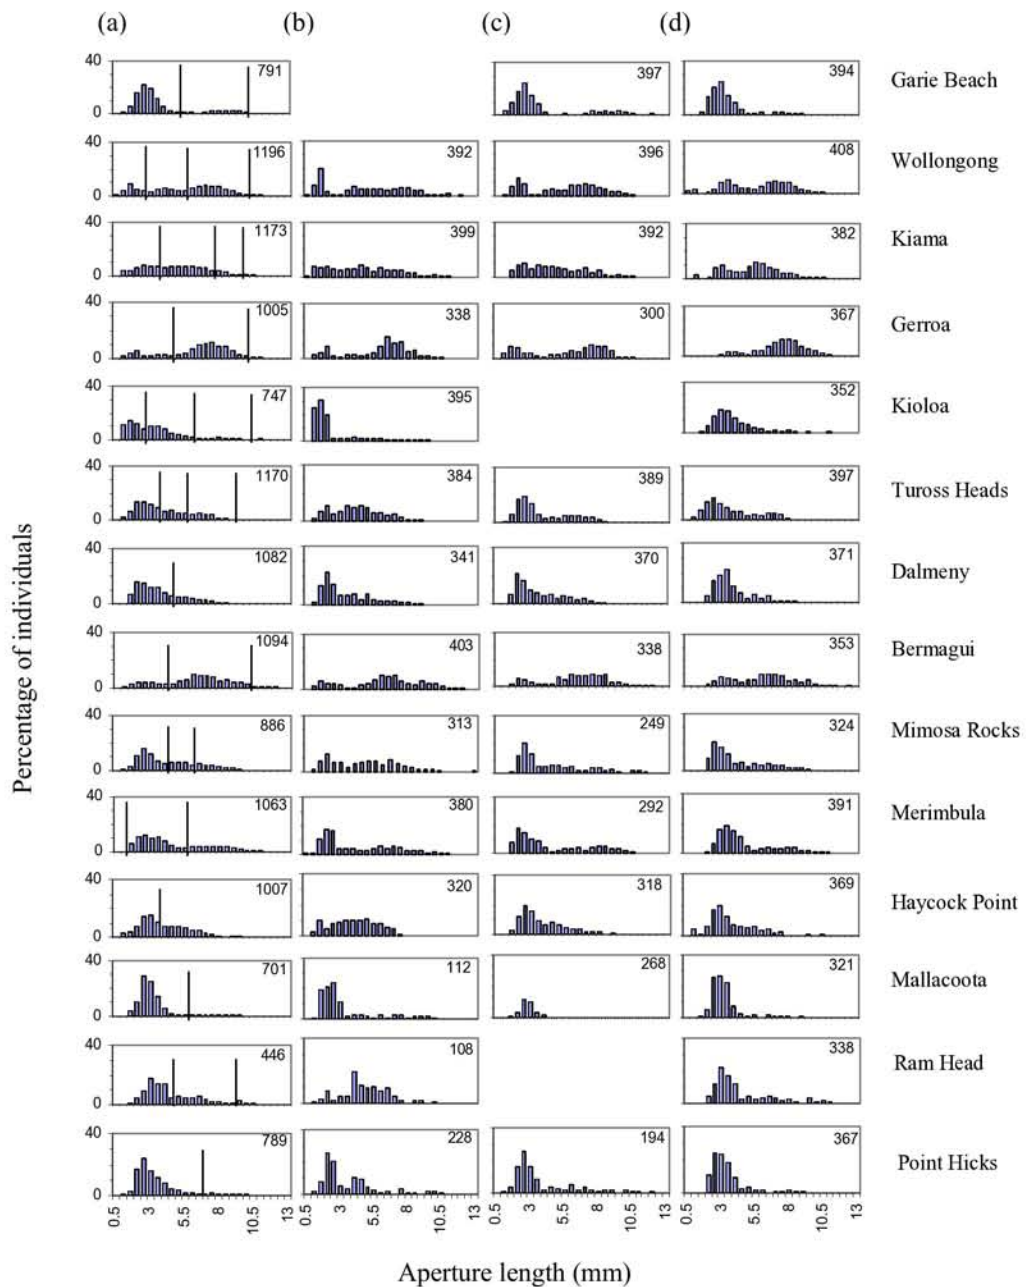 (a) (b) (c) (d)
40 791 397 394 Garie Beach
0
40 1196 392 396 408 Wollongong
0
40 1173 399 392 382 Kiama
0
40 1005 338 300 367 Gerroa
0
40 747 395 352 Kioloa
0
40 1170 384 389 397 Tuross Heads
0
40 1082 341 370 371 Dalmeny
0
40 1094 403 338 353 Bermagui
0
40 886 313 249 324 Mimosa Rocks
0
40 1063 380 292 391 Merimbula
0
40 1007 320 318 369 Haycock Point
0
40 701 112 268 321 Mallacoota
0
40 446 108 338 Ram Head
0
40 789 228 194 367 Point Hicks
0
0.5 3 5.5 8 10.5 13 0.5 3 5.5 8 10.5 13 0.5 3 5.5 8 10.5 13 0.5 3 5.5 8 10.5 13
Percentage of individuals
Aperture length (mm)